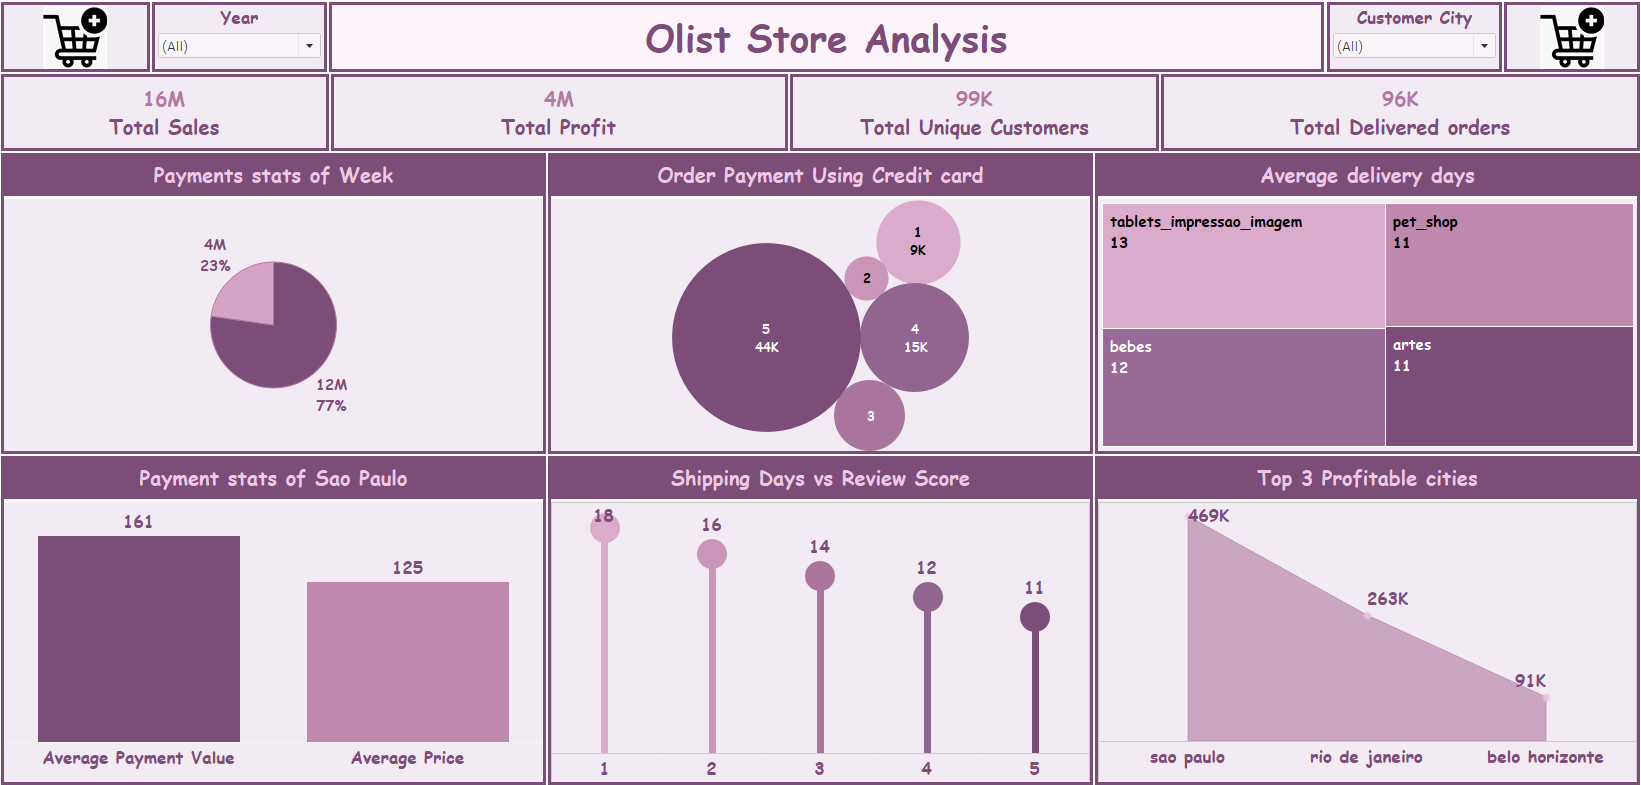 Year
(All)
Olist Store Analysis
Customer City
(All)
16M
Total Sales
4M
Total Profit
99K
Total Unique Customers
96K
Total Delivered orders
Payments stats of Week
4M
23%
12M
77%
Order Payment Using Credit card
1
9K
2
5
44K
4
15K
3
Average delivery days
tablets_impressao_imagem
13
pet_shop
11
bebes
12
artes
11
Payment stats of Sao Paulo
161
125
Average Payment Value
Average Price
Shipping Days vs Review Score
18
16
14
12
11
1
2
3
4
5
Top 3 Profitable cities
469K
263K
91K
sao paulo
rio de janeiro
belo horizonte